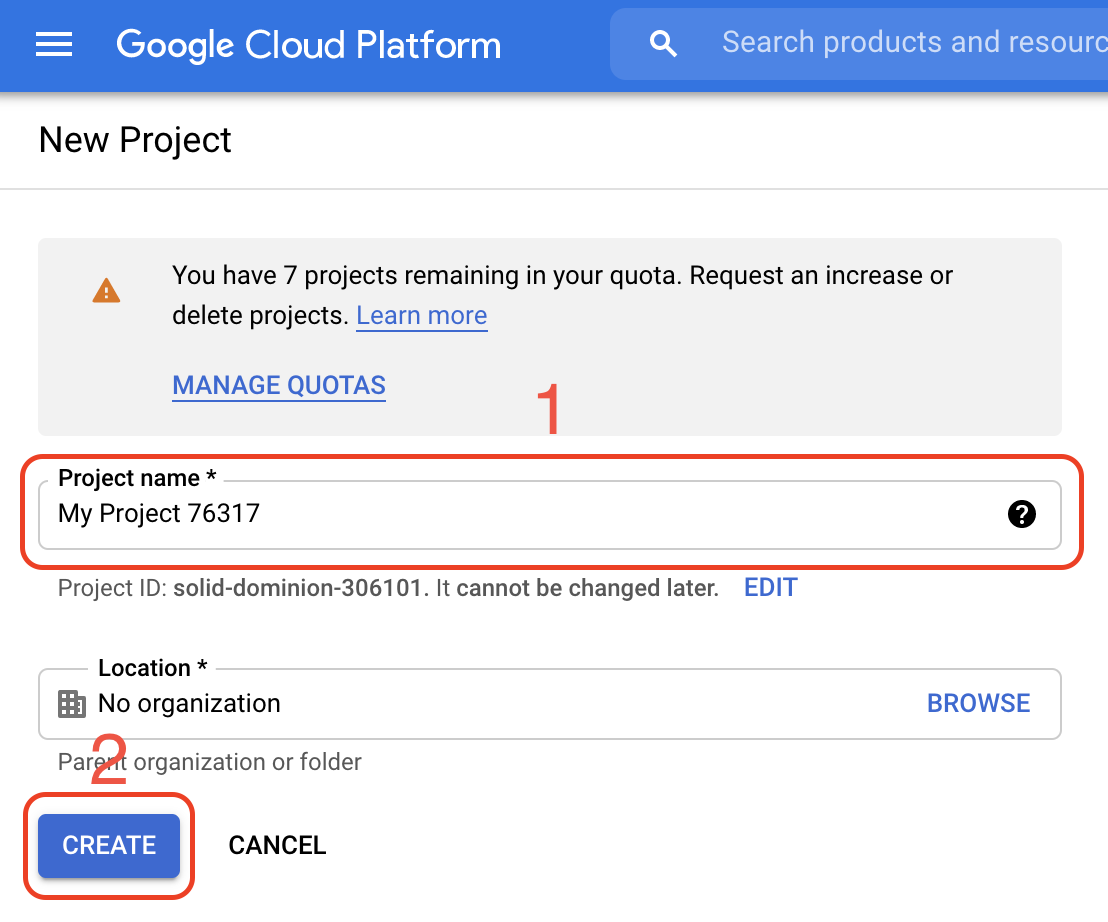 Google Cloud Platform
Search products and resourc
New Project
You have 7 projects remaining in your quota. Request an increase or
delete projects. Learn more
MANAGE QUOTAS
1
Project name *
My Project 76317
Project ID: solid-dominion-306101. It cannot be changed later. EDIT
Location *
No organization BROWSE
2
Parent organization or folder
CREATE CANCEL